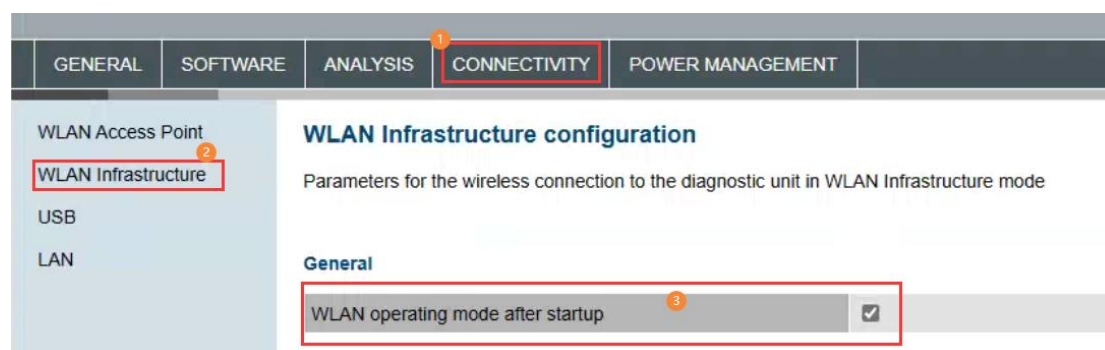 1
GENERAL SOFTWARE ANALYSIS CONNECTIVITY POWER MANAGEMENT
WLAN Access Point
2
WLAN Infrastructure
USB
LAN
WLAN Infrastructure configuration
Parameters for the wireless connection to the diagnostic unit in WLAN Infrastructure mode
General
WLAN operating mode after startup 3